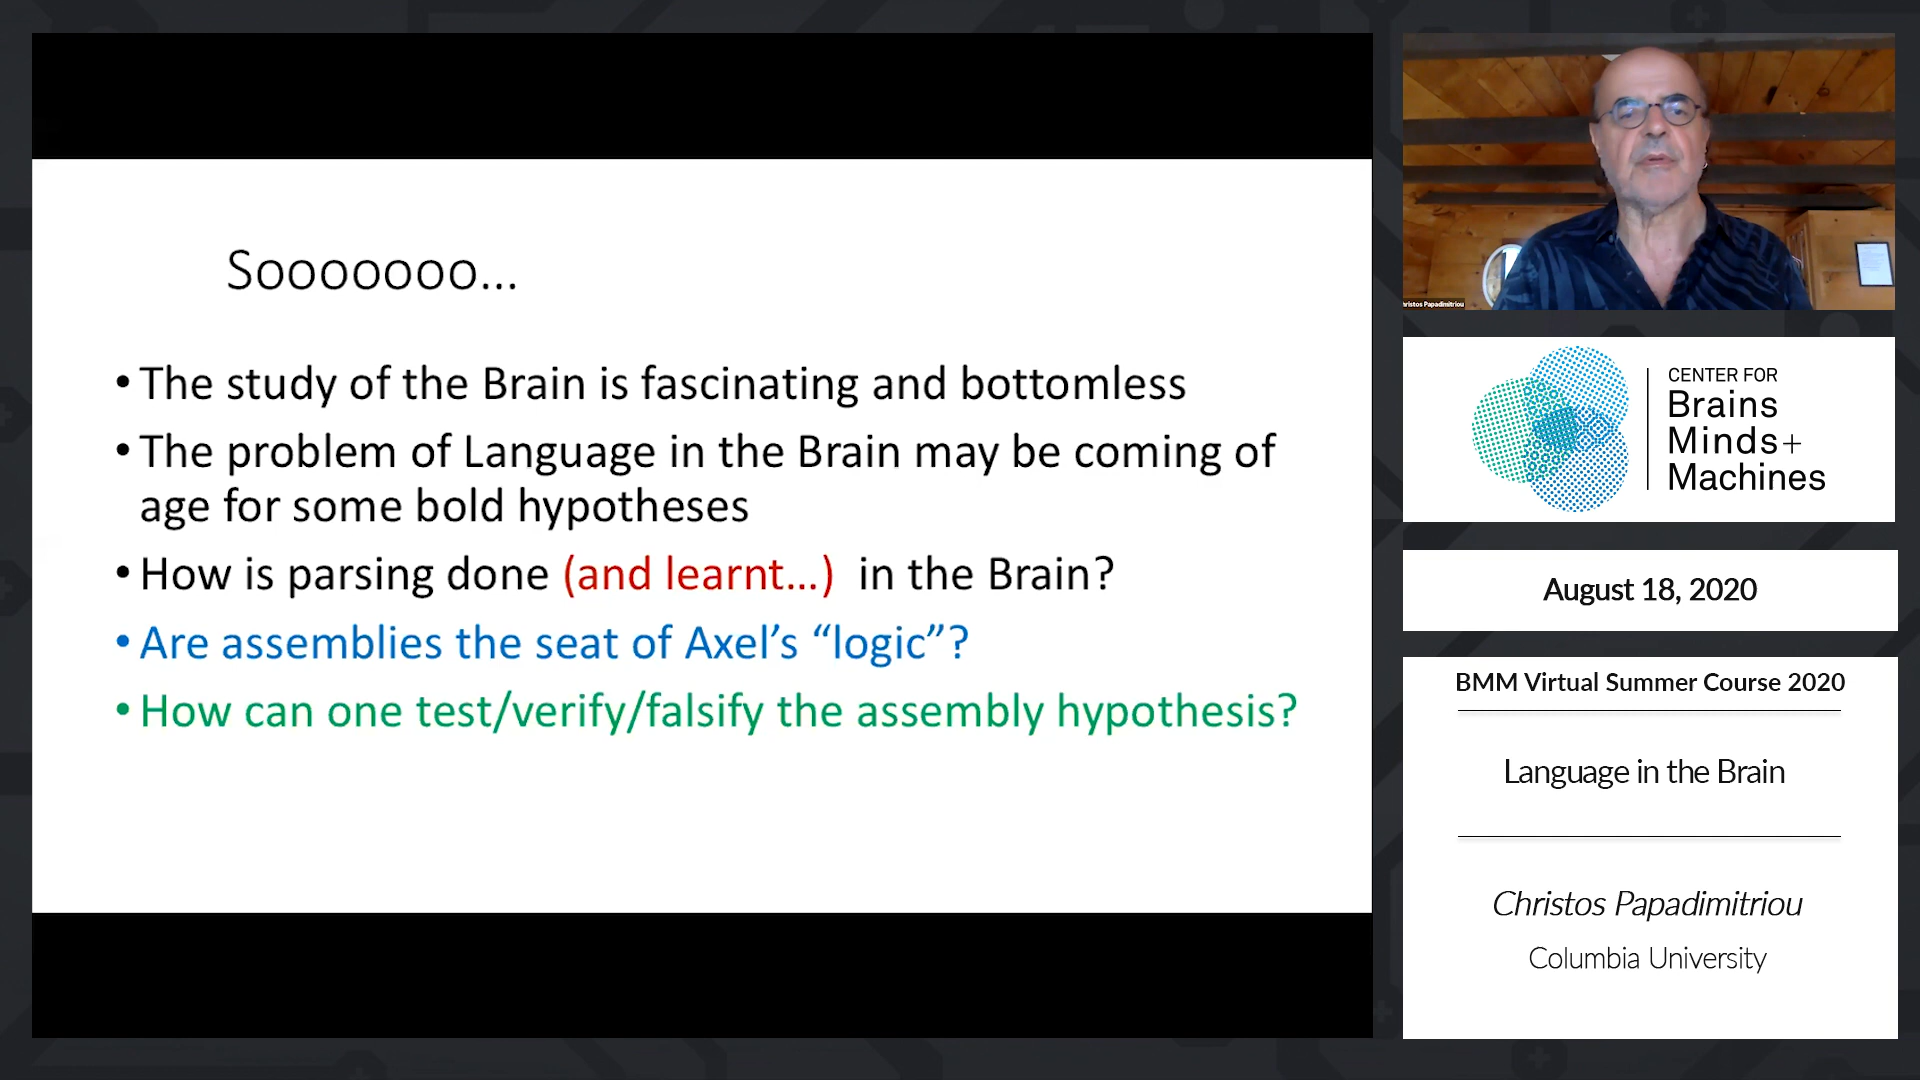 Sooooooo...
• The study of the Brain is fascinating and bottomless
• The problem of Language in the Brain may be coming of
age for some bold hypotheses
• How is parsing done (and learnt...) in the Brain?
• Are assemblies the seat of Axel’s “logic”?
• How can one test/verify/falsify the assembly hypothesis?
Christos Papadimitriou
CENTER FOR
Brains
Minds+
Machines
August 18, 2020
BMM Virtual Summer Course 2020
Language in the Brain
Christos Papadimitriou
Columbia University